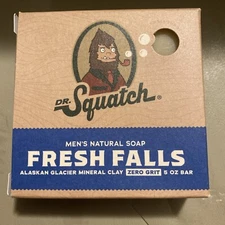 DR.
Squatch®
MEN'S NATURAL SOAP
FRESH FALLS
ALASKAN GLACIER MINERAL CLAY ZERO GRIT 5 OZ BAR